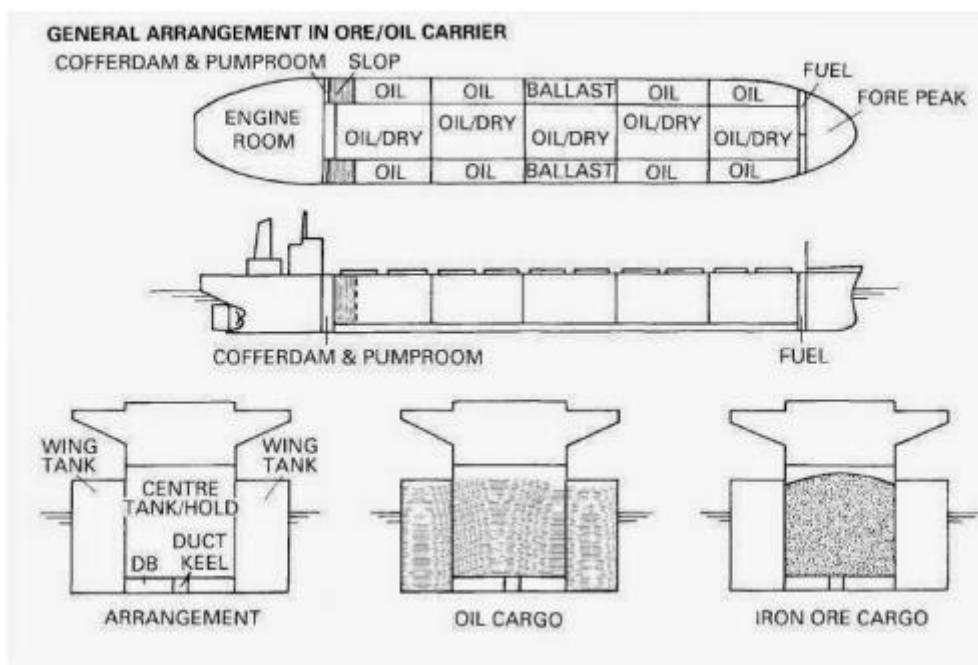 GENERAL ARRANGEMENT IN ORE/OIL CARRIER
COFFERDAM & PUMPROOM SLOP
FUEL
FORE PEAK
OIL OIL BALLAST OIL OIL
ENGINE
ROOM
OIL/DRY OIL/DRY OIL/DRY OIL/DRY OIL/DRY
OIL OIL BALLAST OIL OIL
COFFERDAM & PUMPROOM FUEL
WING
TANK
WING
TANK
CENTRE
TANK/HOLD
DUCT
KEEL
DB
ARRANGEMENT
OIL CARGO
IRON ORE CARGO